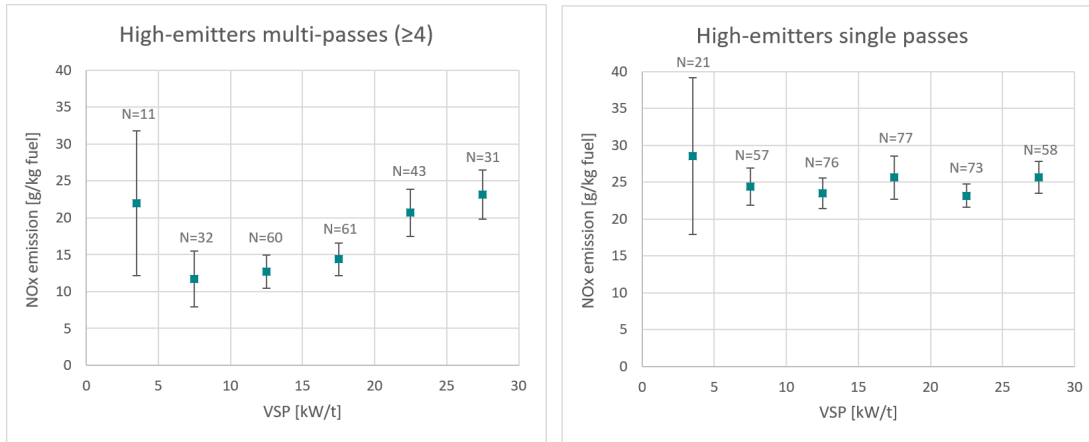 High-emitters multi-passes (≥4)
NOx emission [g/kg fuel]
40
35
30
25
20
15
10
5
0
N=11
N=32
N=60
N=61
N=43
N=31
0 5 10 15 20 25 30
VSP [kW/t]
High-emitters single passes
NOx emission [g/kg fuel]
40
35
30
25
20
15
10
5
0
N=21
N=57
N=76
N=77
N=73
N=58
0 5 10 15 20 25 30
VSP [kW/t]